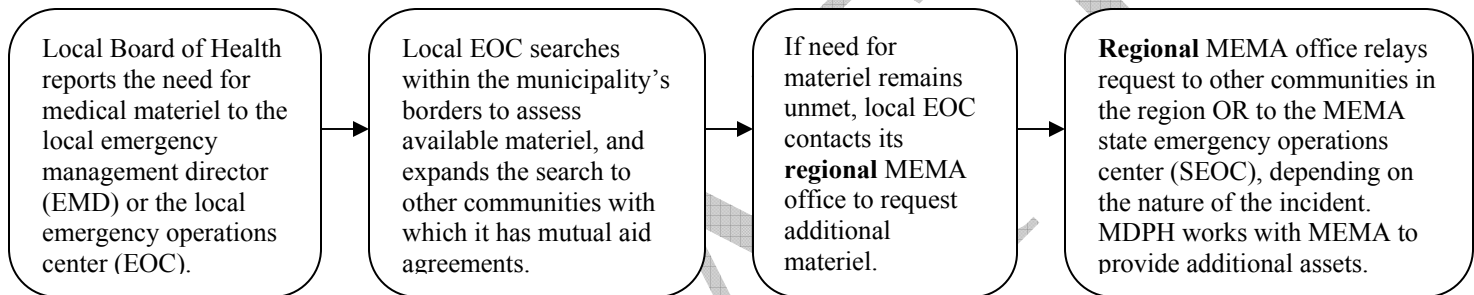 Local Board of Health
reports the need for
medical materiel to the
local emergency
management director
(EMD) or the local
emergency operations
center (EOC).
Local EOC searches
within the municipality’s
borders to assess
available materiel, and
expands the search to
other communities with
which it has mutual aid
agreements.
If need for
materiel remains
unmet, local EOC
contacts its
regional MEMA
office to request
additional
materiel.
Regional MEMA office relays
request to other communities in
the region OR to the MEMA
state emergency operations
center (SEOC), depending on
the nature of the incident.
MDPH works with MEMA to
provide additional assets.